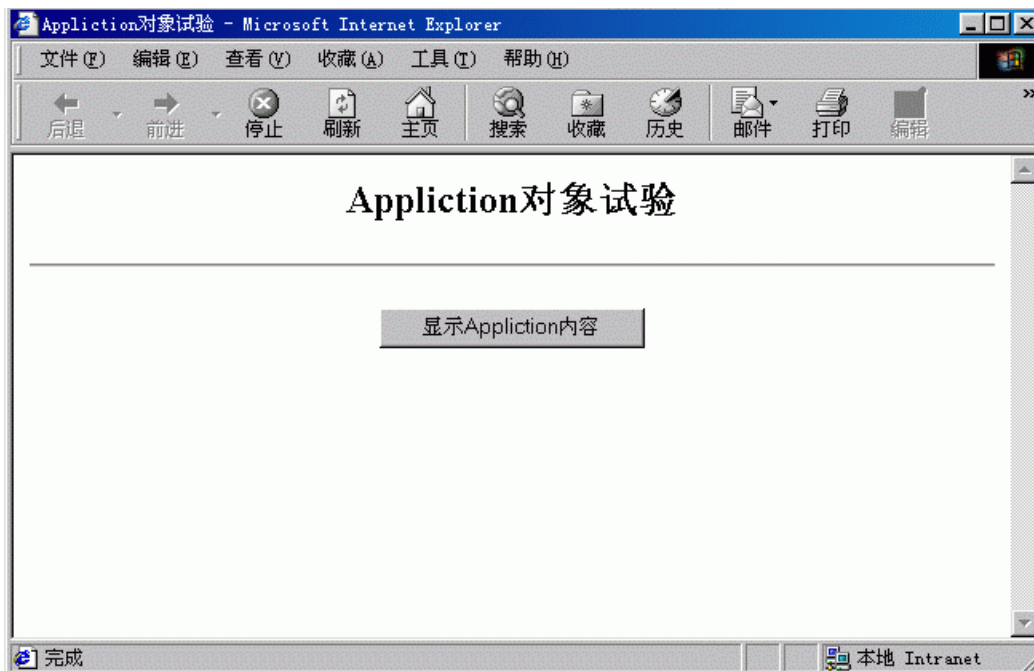 Appliction对象试验 - Microsoft Internet Explorer
文件(F) 编辑(E) 查看(V) 收藏(A) 工具(T) 帮助(H)
后退 前进 停止 刷新 主页 搜索 收藏 历史 邮件 打印 编辑 »
Appliction对象试验
显示Appliction内容
完成 本地 Intranet